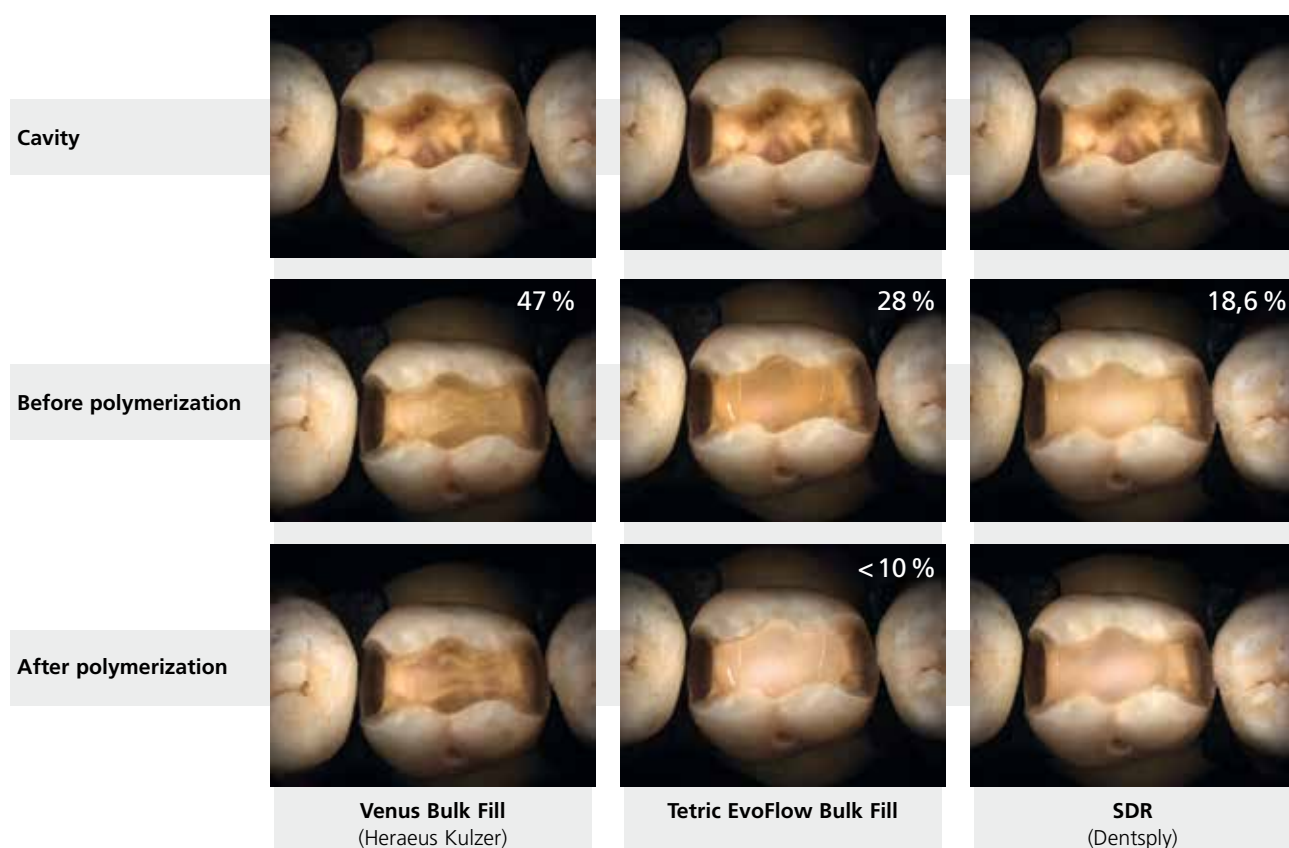 Cavity
47 %
28 %
18,6 %
Before polymerization
< 10 %
After polymerization
Venus Bulk Fill
(Heraeus Kulzer)
Tetric EvoFlow Bulk Fill
SDR
(Dentsply)